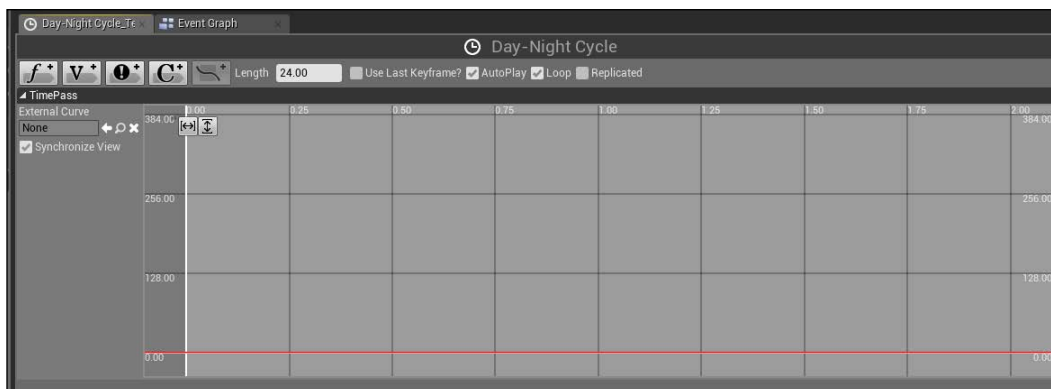 Day-Night Cycle_Te Event Graph
Day-Night Cycle
f+ V+ !+ C+ Length 24.00 Use Last Keyframe? AutoPlay Loop Replicated
TimePass
External Curve
None
Synchronize View
0.00 0.25 0.50 0.75 1.00 1.25 1.50 1.75 2.00
384.00 384.00
256.00 256.00
128.00 128.00
0.00 0.00